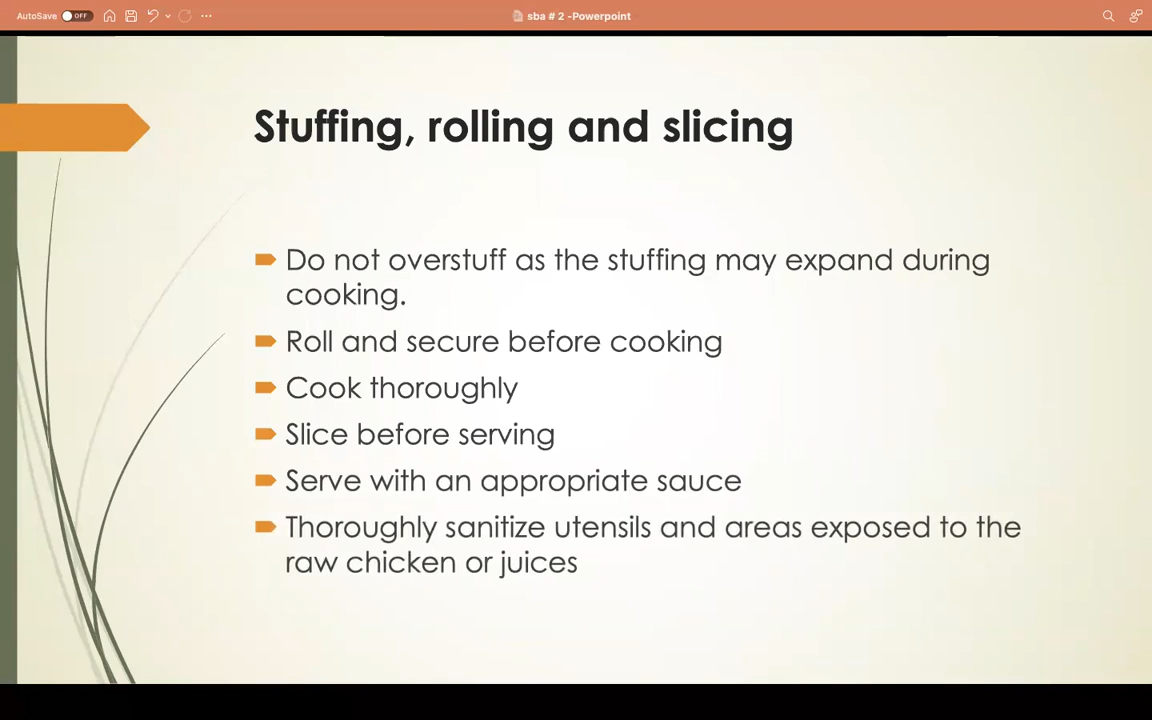 AutoSave OFF
sba # 2 -Powerpoint
Stuffing, rolling and slicing
Do not overstuff as the stuffing may expand during
cooking.
Roll and secure before cooking
Cook thoroughly
Slice before serving
Serve with an appropriate sauce
Thoroughly sanitize utensils and areas exposed to the
raw chicken or juices